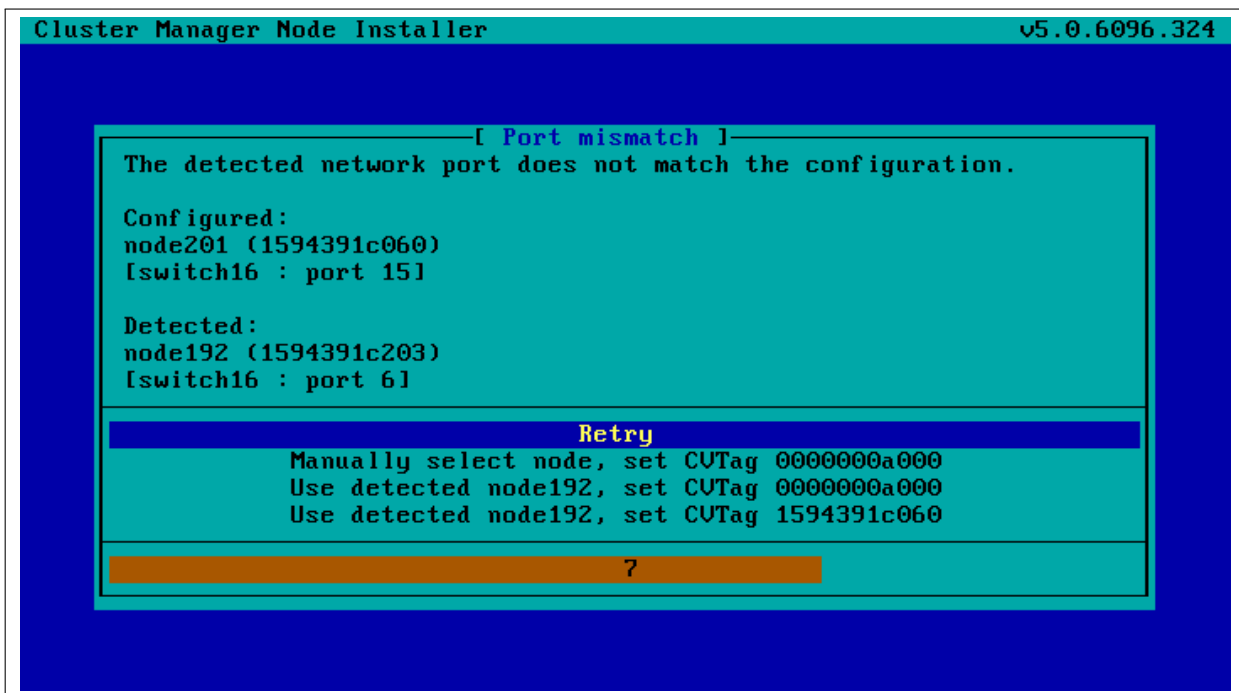 Cluster Manager Node Installer v5.0.6096.324
[ Port mismatch ]
The detected network port does not match the configuration.
Configured:
node201 (1594391c060)
[switch16 : port 15]
Detected:
node192 (1594391c203)
[switch16 : port 6]
Retry
Manually select node, set CVTag 0000000a000
Use detected node192, set CVTag 0000000a000
Use detected node192, set CVTag 1594391c060
7